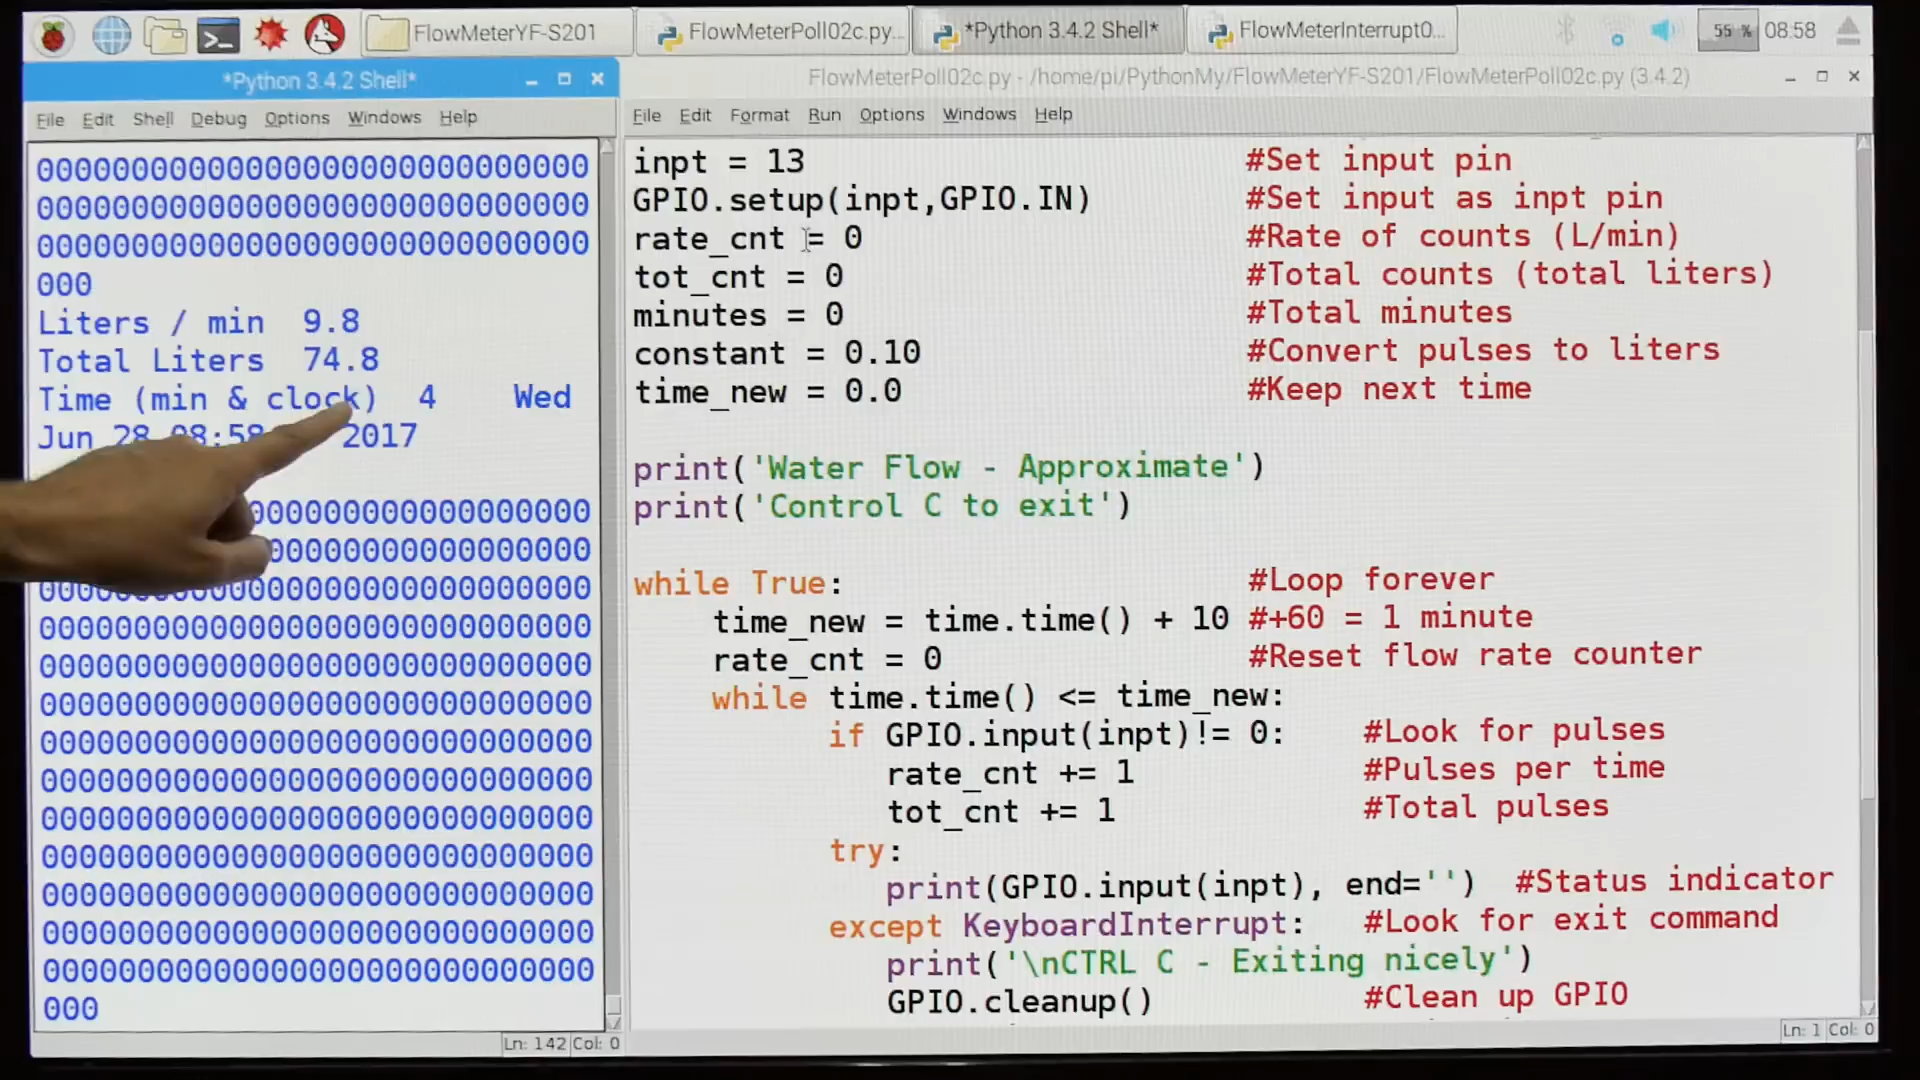 FlowMeterYF-S201
FlowMeterPoll02c.py...
*Python 3.4.2 Shell*
FlowMeterInterrupt0...
55 %
08:58
*Python 3.4.2 Shell*
File Edit Shell Debug Options Windows Help
00000000000000000000000000000
00000000000000000000000000000
00000000000000000000000000000
000
Liters / min 9.8
Total Liters 74.8
Time (min & clock) 4 Wed
Jun 28 08:58 2017
000000000000000000
00000000000000000
00000000000000000000000000000
00000000000000000000000000000
00000000000000000000000000000
00000000000000000000000000000
00000000000000000000000000000
00000000000000000000000000000
00000000000000000000000000000
00000000000000000000000000000
00000000000000000000000000000
00000000000000000000000000000
00000000000000000000000000000
000
Ln: 142 Col: 0
FlowMeterPoll02c.py - /home/pi/PythonMy/FlowMeterYF-S201/FlowMeterPoll02c.py (3.4.2)
File Edit Format Run Options Windows Help
inpt = 13 #Set input pin
GPIO.setup(inpt,GPIO.IN) #Set input as inpt pin
rate_cnt = 0 #Rate of counts (L/min)
tot_cnt = 0 #Total counts (total liters)
minutes = 0 #Total minutes
constant = 0.10 #Convert pulses to liters
time_new = 0.0 #Keep next time
print('Water Flow - Approximate')
print('Control C to exit')
while True: #Loop forever
time_new = time.time() + 10 #+60 = 1 minute
rate_cnt = 0 #Reset flow rate counter
while time.time() <= time_new:
if GPIO.input(inpt)!= 0: #Look for pulses
rate_cnt += 1 #Pulses per time
tot_cnt += 1 #Total pulses
try:
print(GPIO.input(inpt), end='') #Status indicator
except KeyboardInterrupt: #Look for exit command
print('\nCTRL C - Exiting nicely')
GPIO.cleanup() #Clean up GPIO
Ln: 1 Col: 0